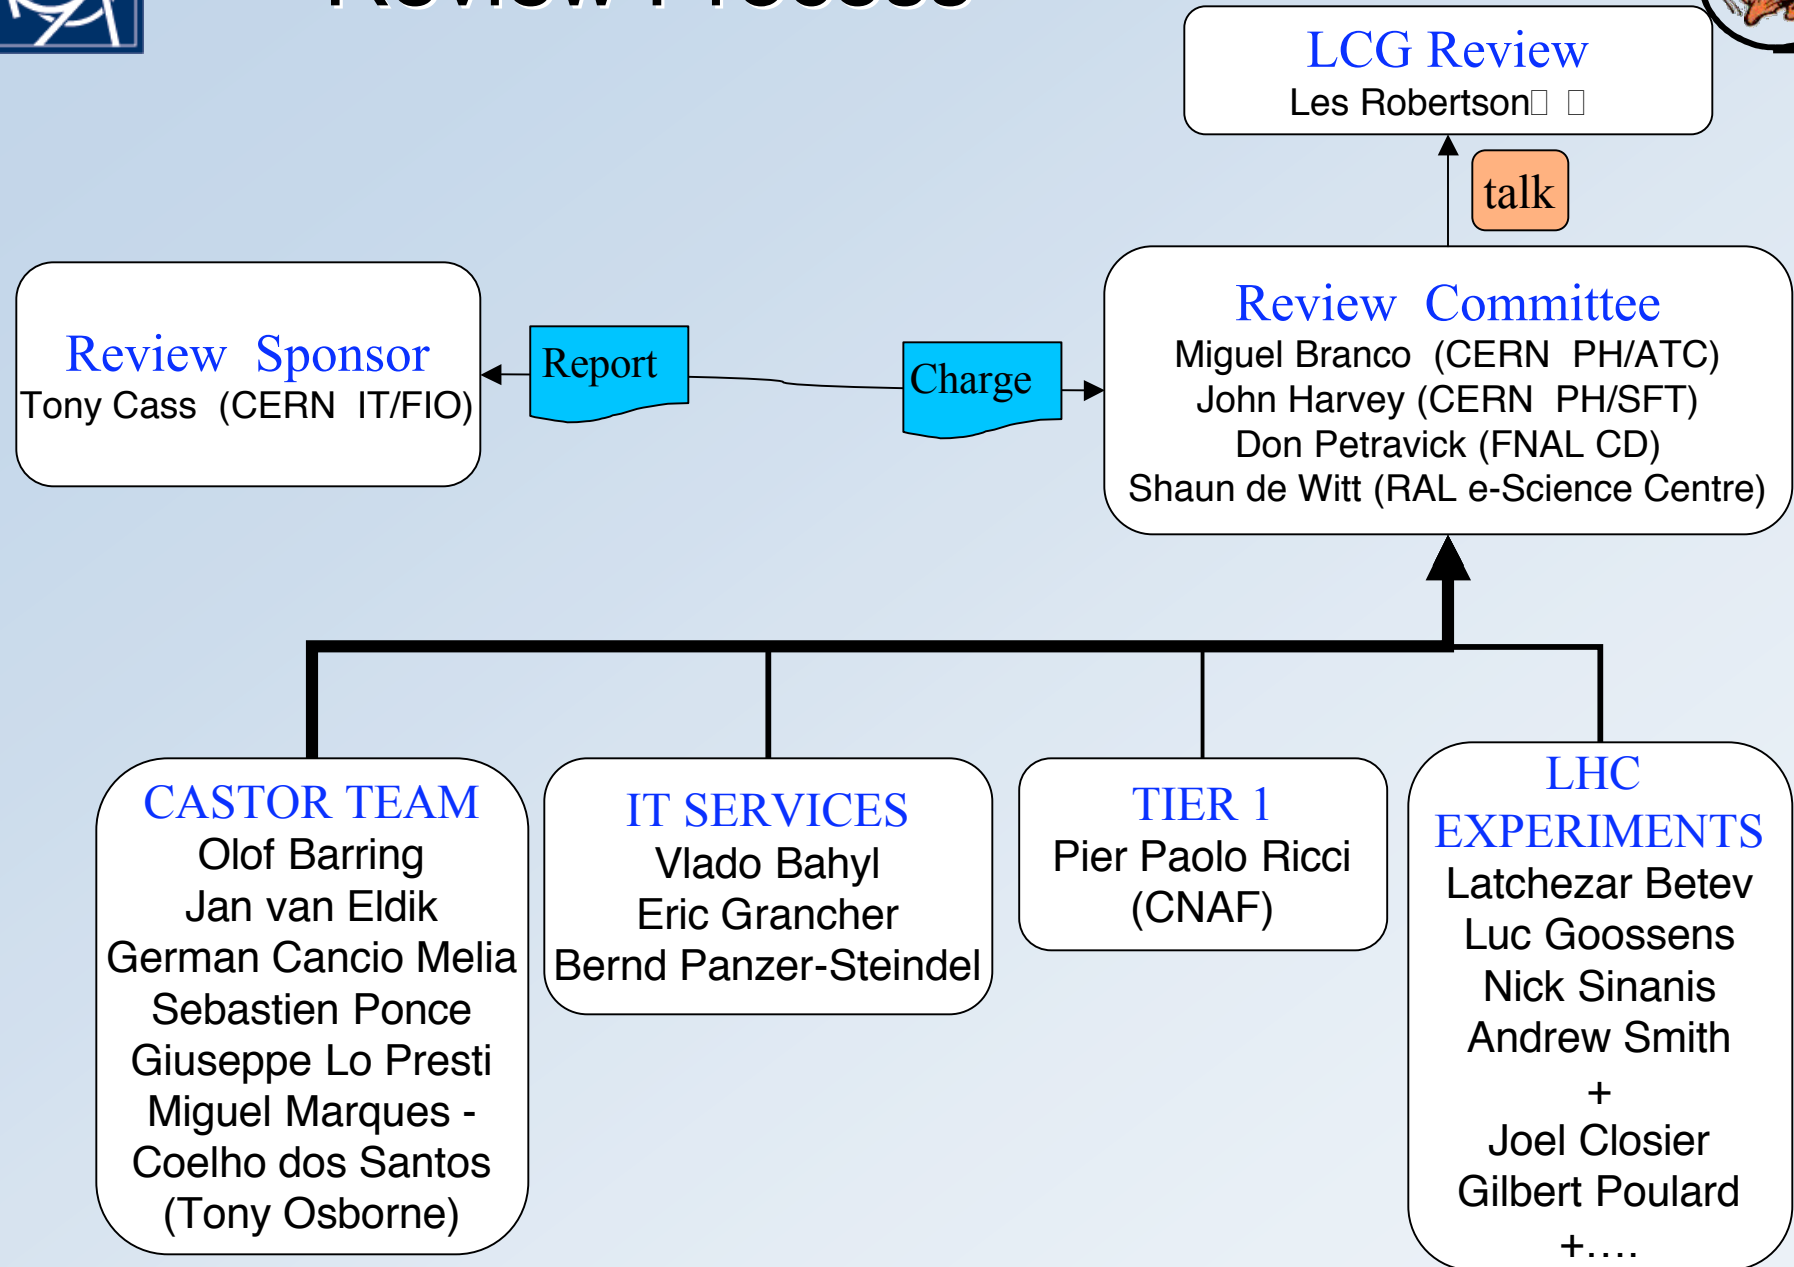 Review Process
LCG Review
Les Robertson
talk
Review Sponsor
Tony Cass (CERN IT/FIO)
Report
Charge
Review Committee
Miguel Branco (CERN PH/ATC)
John Harvey (CERN PH/SFT)
Don Petravick (FNAL CD)
Shaun de Witt (RAL e-Science Centre)
CASTOR TEAM
Olof Barring
Jan van Eldik
German Cancio Melia
Sebastien Ponce
Giuseppe Lo Presti
Miguel Marques -
Coelho dos Santos
(Tony Osborne)
IT SERVICES
Vlado Bahyl
Eric Grancher
Bernd Panzer-Steindel
TIER 1
Pier Paolo Ricci
(CNAF)
LHC
EXPERIMENTS
Latchezar Betev
Luc Goossens
Nick Sinanis
Andrew Smith
+
Joel Closier
Gilbert Poulard
+....